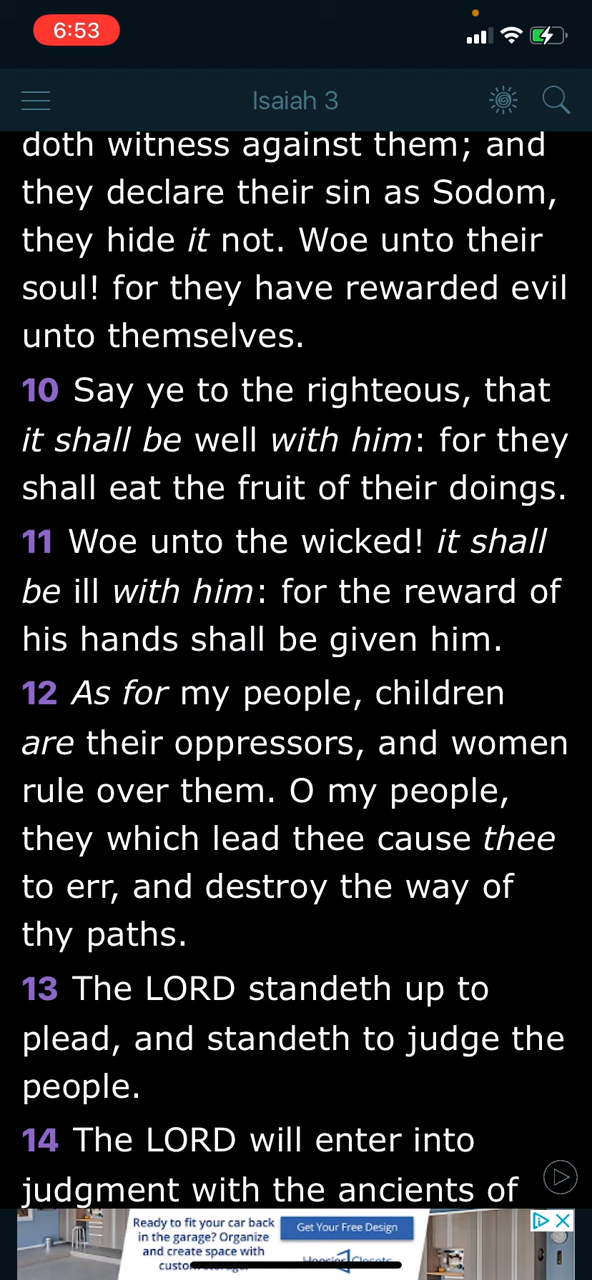 6:53
Isaiah 3
doth witness against them; and
they declare their sin as Sodom,
they hide it not. Woe unto their
soul! for they have rewarded evil
unto themselves.
10 Say ye to the righteous, that
it shall be well with him: for they
shall eat the fruit of their doings.
11 Woe unto the wicked! it shall
be ill with him: for the reward of
his hands shall be given him.
12 As for my people, children
are their oppressors, and women
rule over them. O my people,
they which lead thee cause thee
to err, and destroy the way of
thy paths.
13 The LORD standeth up to
plead, and standeth to judge the
people.
14 The LORD will enter into
judgment with the ancients of
Ready to fit your car back
in the garage? Organize
and create space with
Get Your Free Design